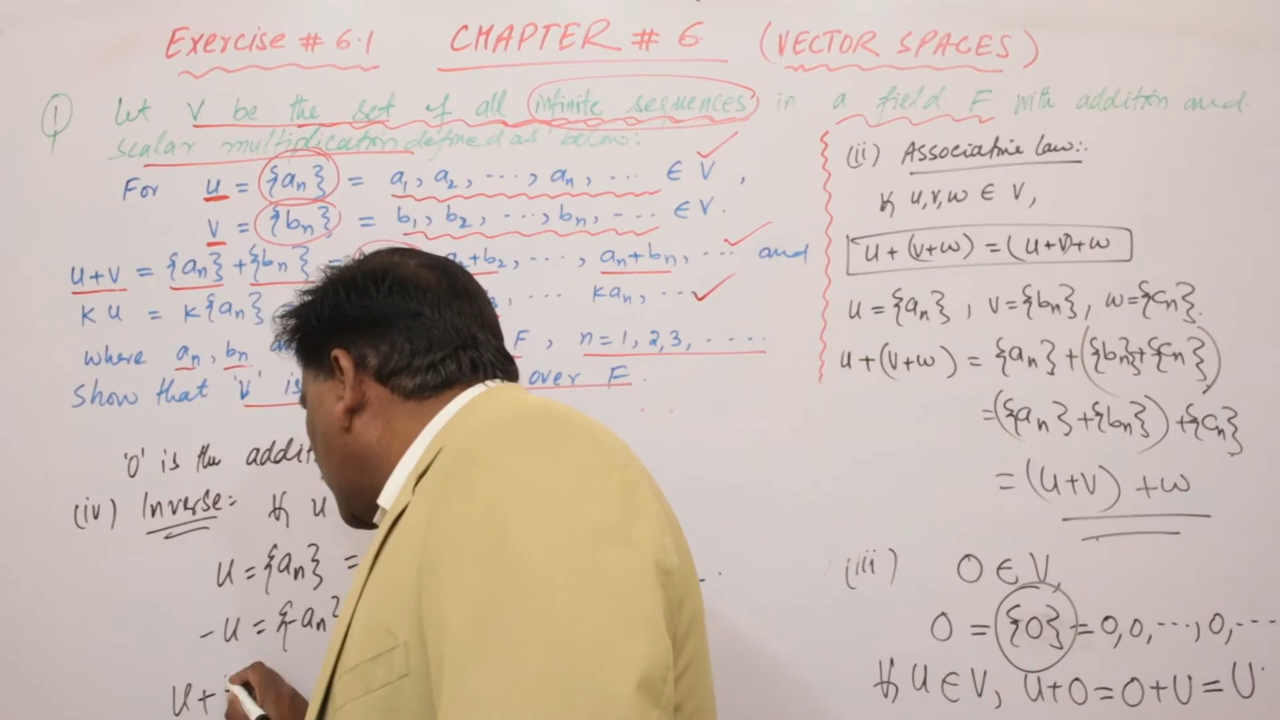 Exercise # 6.1 CHAPTER # 6 (VECTOR SPACES)
Q Let V be the set of all infinite sequences in a field F with addition and
scalar multiplication defined as below:
For u = {an} = a1, a2, ..., an, ... ∈ V,
v = {bn} = b1, b2, ..., bn, ... ∈ V.
u+v = {an}+{bn} = a2+b2, ..., an+bn, ... and
K u = K{an} ... Kan, ...
where an, bn F, n=1,2,3, ....
Show that 'V' is over F.
'0' is the
(iv) Inverse:- If u
u={an} =
-u={-an
u+
(ii) Associative law:-
If u,v,w ∈ V,
u+(v+w) = (u+v)+w
u={an}, v={bn}, w={cn}.
u+(v+w) = {an}+({bn}+{cn})
=({an}+{bn})+{cn}
=(u+v)+w
(iii) 0 ∈ V,
0 = {0} = 0,0,...,0,...
If u∈V, u+0=0+u=u.